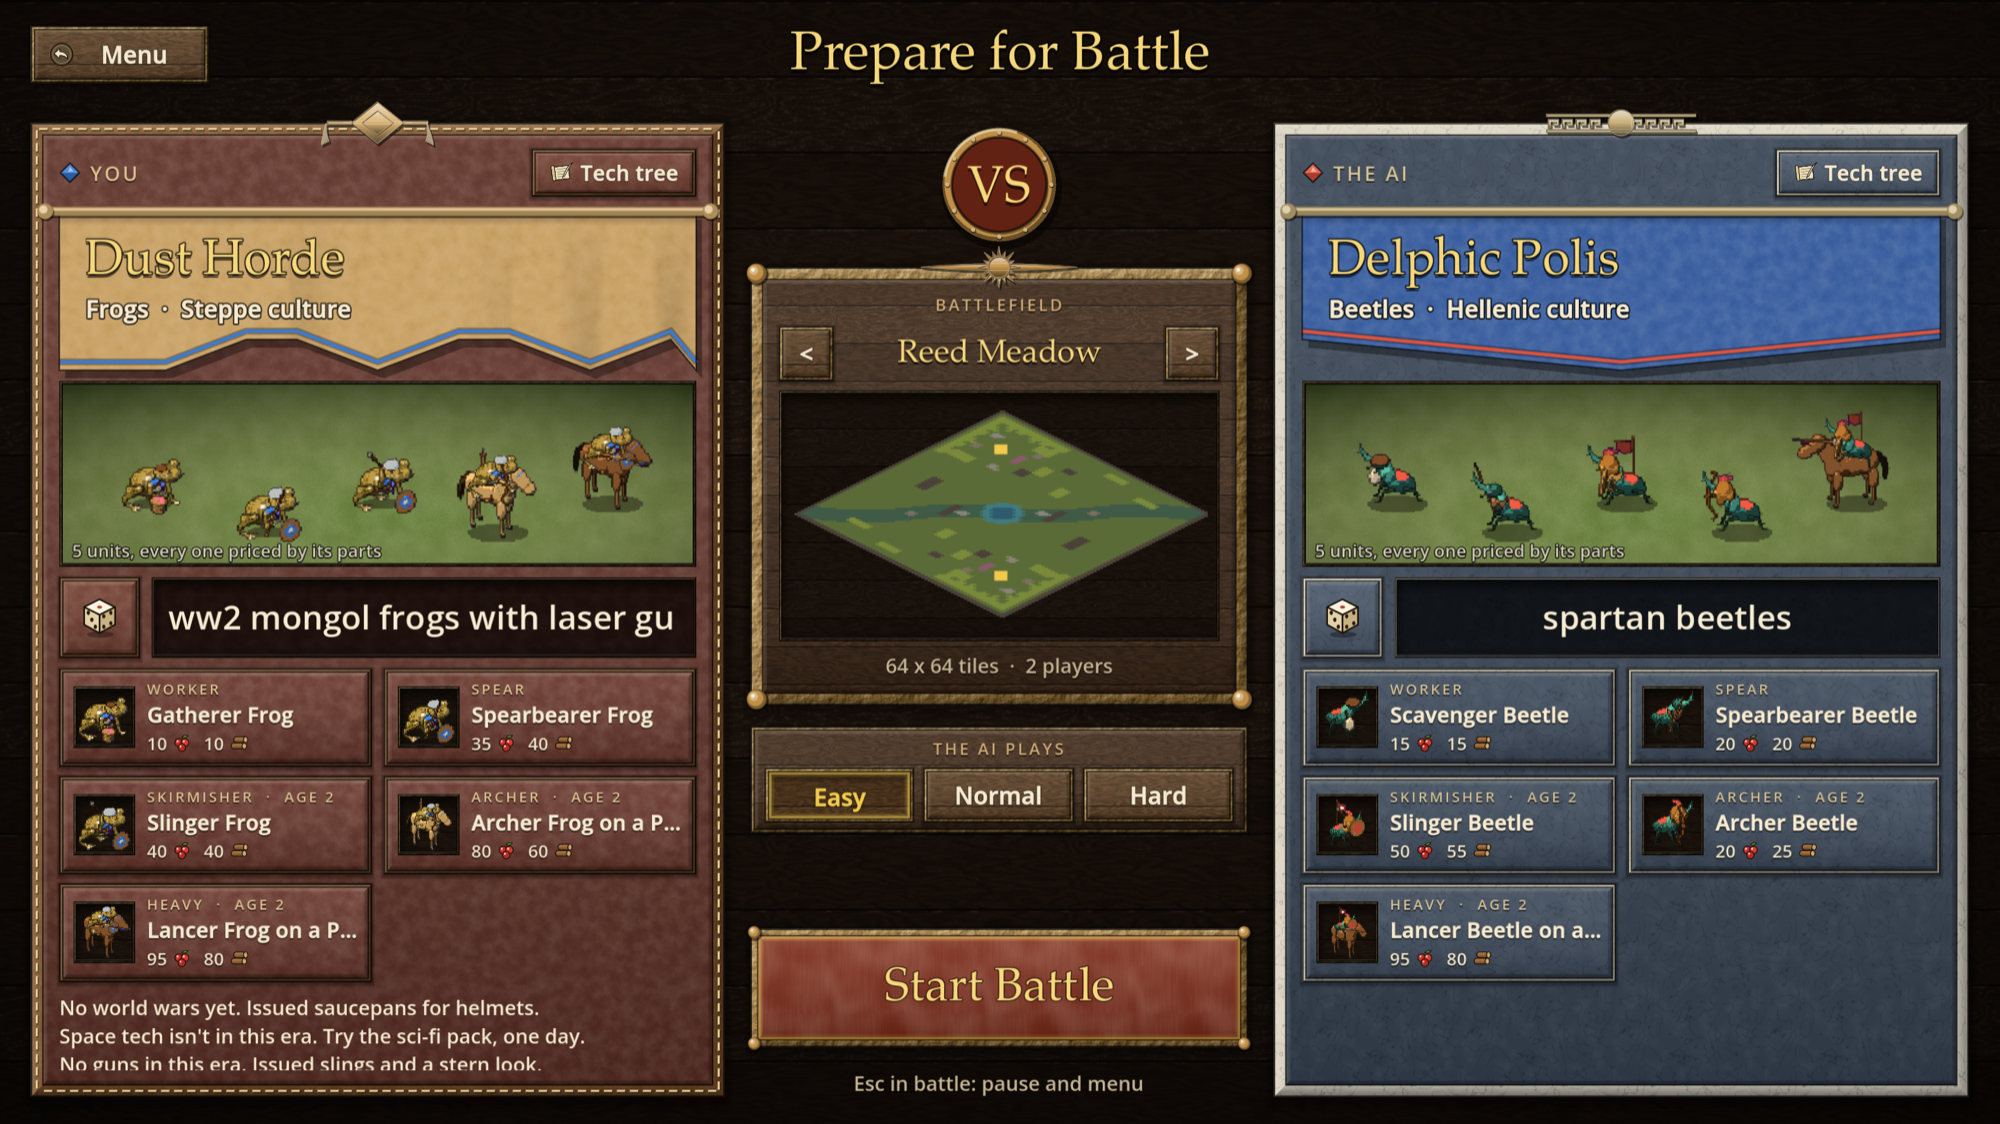 Menu
Prepare for Battle
YOU
Tech tree
Dust Horde
Frogs · Steppe culture
5 units, every one priced by its parts
ww2 mongol frogs with laser gu
WORKER
Gatherer Frog
10 10
SPEAR
Spearbearer Frog
35 40
SKIRMISHER · AGE 2
Slinger Frog
40 40
ARCHER · AGE 2
Archer Frog on a P...
80 60
HEAVY · AGE 2
Lancer Frog on a P...
95 80
No world wars yet. Issued saucepans for helmets.
Space tech isn't in this era. Try the sci-fi pack, one day.
No guns in this era. Issued slings and a stern look.
VS
BATTLEFIELD
< Reed Meadow >
64 x 64 tiles · 2 players
THE AI PLAYS
Easy Normal Hard
Start Battle
Esc in battle: pause and menu
THE AI
Tech tree
Delphic Polis
Beetles · Hellenic culture
5 units, every one priced by its parts
spartan beetles
WORKER
Scavenger Beetle
15 15
SPEAR
Spearbearer Beetle
20 20
SKIRMISHER · AGE 2
Slinger Beetle
50 55
ARCHER · AGE 2
Archer Beetle
20 25
HEAVY · AGE 2
Lancer Beetle on a...
95 80